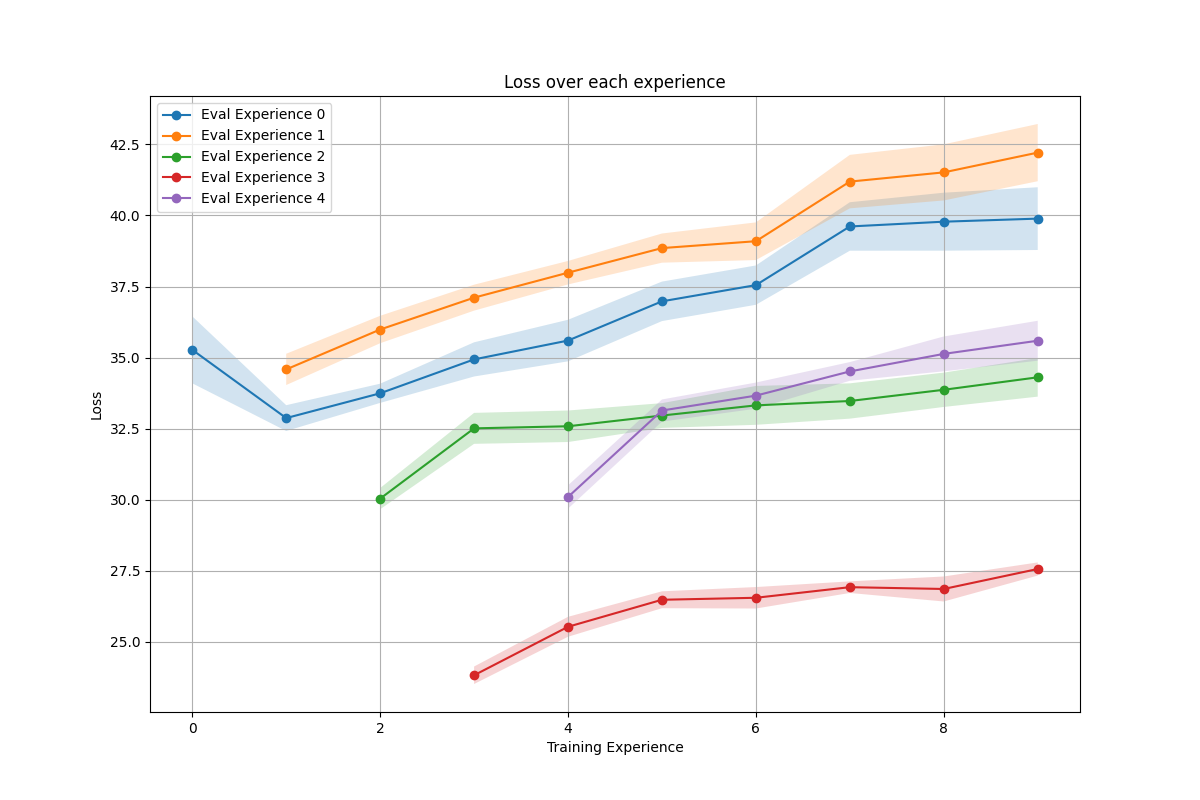 Loss over each experience
Eval Experience 0
Eval Experience 1
Eval Experience 2
Eval Experience 3
Eval Experience 4
42.5
40.0
37.5
35.0
32.5
30.0
27.5
25.0
Loss
0 2 4 6 8
Training Experience